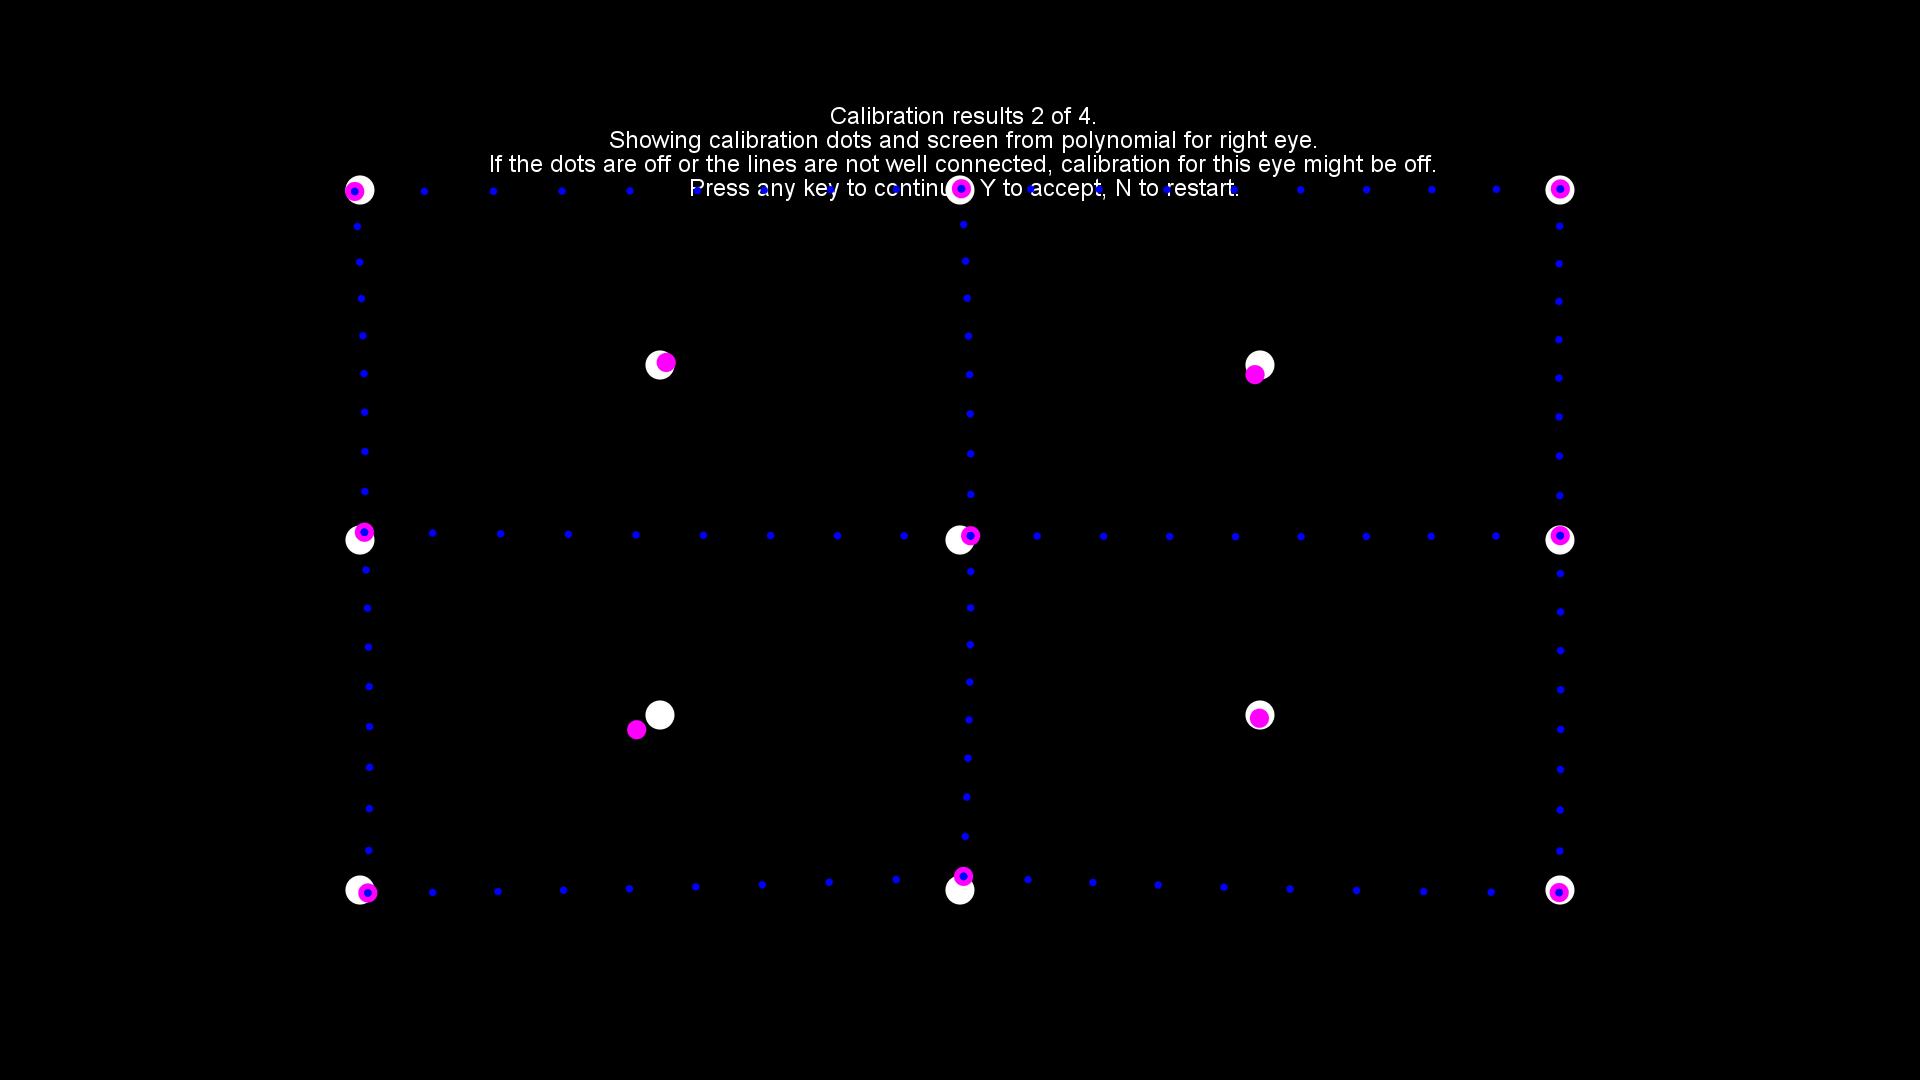 Calibration results 2 of 4.
Showing calibration dots and screen from polynomial for right eye.
If the dots are off or the lines are not well connected, calibration for this eye might be off.
Press any key to continue, Y to accept, N to restart.